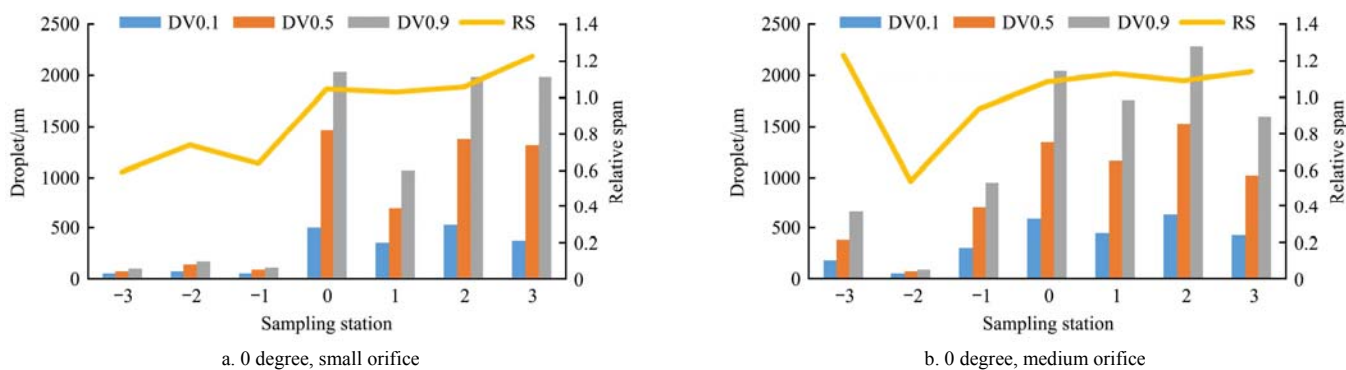 DV0.1 DV0.5 DV0.9 RS
2500
2000
1500
1000
500
0
Droplet/μm
1.4
1.2
1.0
0.8
0.6
0.4
0.2
0
Relative span
−3 −2 −1 0 1 2 3
Sampling station
a. 0 degree, small orifice
DV0.1 DV0.5 DV0.9 RS
2500
2000
1500
1000
500
0
Droplet/μm
1.4
1.2
1.0
0.8
0.6
0.4
0.2
0
Relative span
−3 −2 −1 0 1 2 3
Sampling station
b. 0 degree, medium orifice